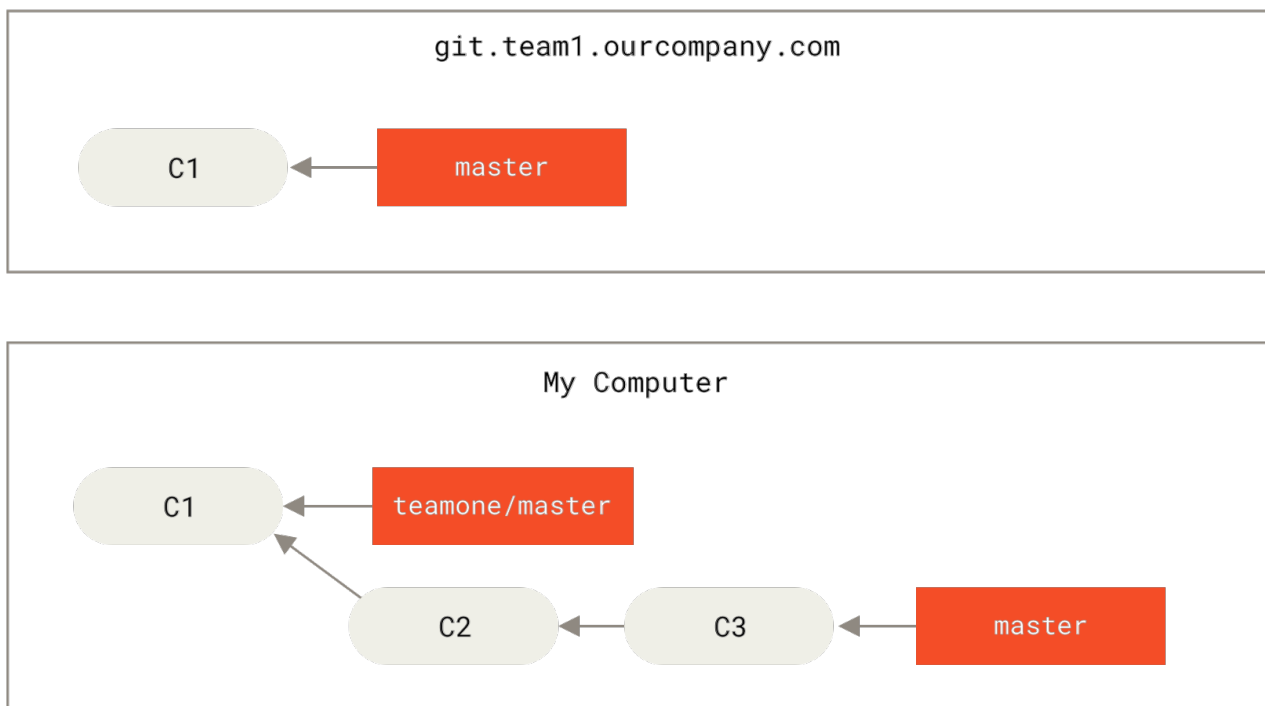 git.team1.ourcompany.com
C1
master
My Computer
C1
teamone/master
C2
C3
master